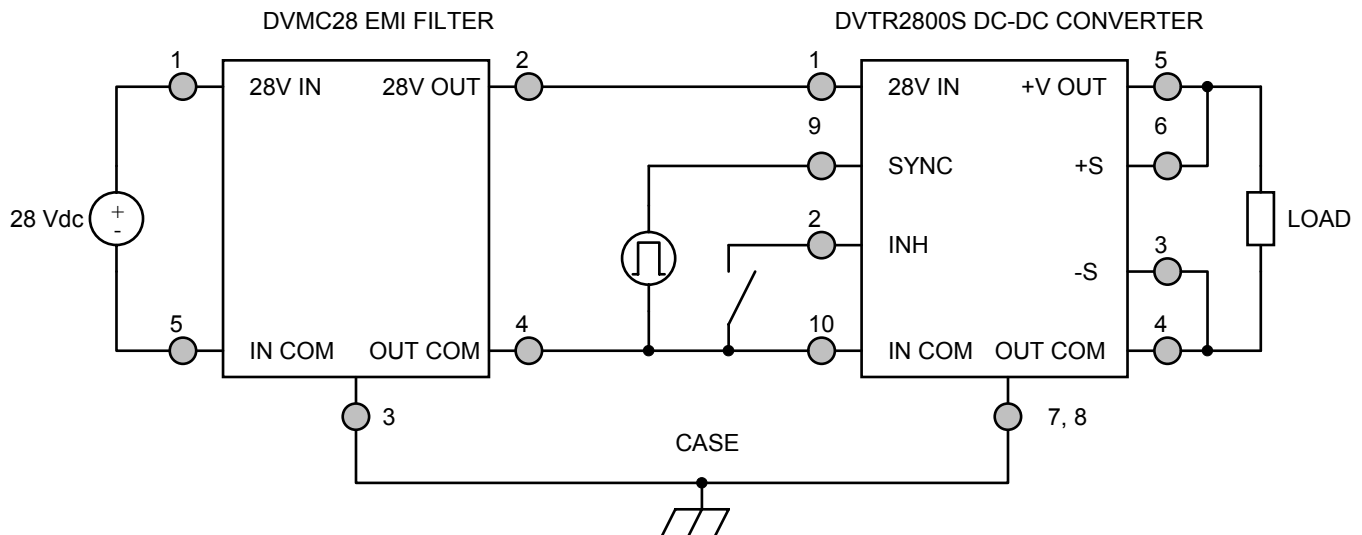 DVMC28 EMI FILTER
DVTR2800S DC-DC CONVERTER
1
28V IN
28V OUT
2
1
28V IN
+V OUT
5
9
SYNC
+S
6
28 Vdc
+
-
2
INH
-S
3
LOAD
5
IN COM
OUT COM
4
10
IN COM
OUT COM
4
3
7, 8
CASE